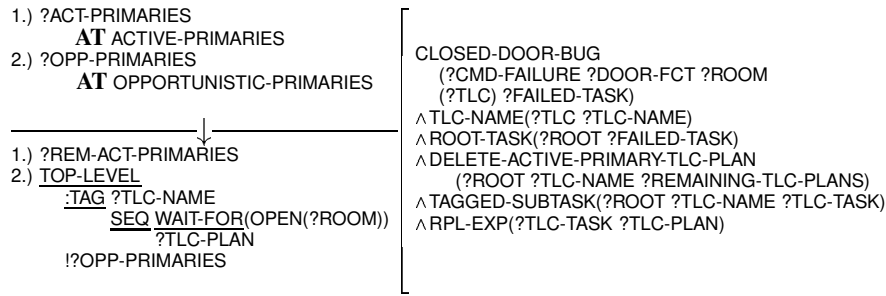 1.) ?ACT-PRIMARIES
AT ACTIVE-PRIMARIES
2.) ?OPP-PRIMARIES
AT OPPORTUNISTIC-PRIMARIES
1.) ?REM-ACT-PRIMARIES
2.) TOP-LEVEL
:TAG ?TLC-NAME
SEQ WAIT-FOR(OPEN(?ROOM))
?TLC-PLAN
!?OPP-PRIMARIES
CLOSED-DOOR-BUG
(?CMD-FAILURE ?DOOR-FCT ?ROOM
(?TLC) ?FAILED-TASK)
∧ TLC-NAME(?TLC ?TLC-NAME)
∧ ROOT-TASK(?ROOT ?FAILED-TASK)
∧ DELETE-ACTIVE-PRIMARY-TLC-PLAN
(?ROOT ?TLC-NAME ?REMAINING-TLC-PLANS)
∧ TAGGED-SUBTASK(?ROOT ?TLC-NAME ?TLC-TASK)
∧ RPL-EXP(?TLC-TASK ?TLC-PLAN)